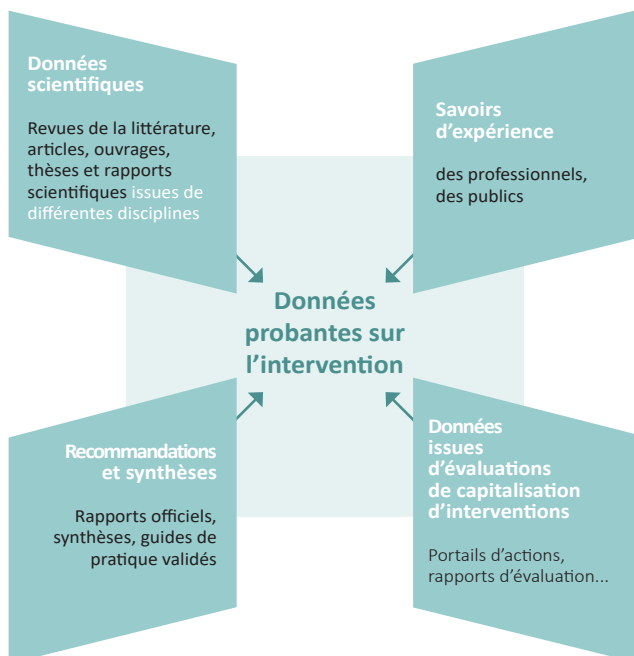 Données
scientifiques
Revues de la littérature,
articles, ouvrages,
thèses et rapports
scientifiques issues de
différentes disciplines
Savoirs
d'expérience
des professionnels,
des publics
Données
probantes sur
l'intervention
Recommandations
et synthèses
Rapports officiels,
synthèses, guides de
pratique validés
Données
issues
d'évaluations
de capitalisation
d'interventions
Portails d'actions,
rapports d'évaluation...